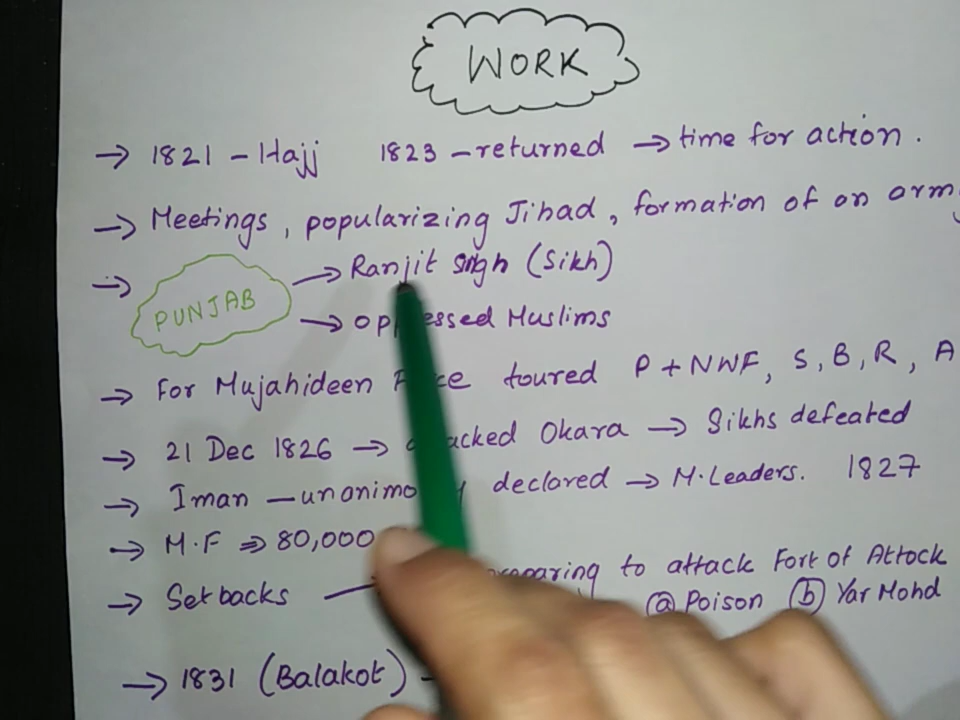 WORK
→ 1821 - Hajj 1823 - returned → time for action.
→ Meetings, popularizing Jihad, formation of an
→ PUNJAB → Ranjit Singh (Sikh)
→ Muslims
→ For Mujahideen toured P + NWF, S, B, R, A
→ 21 Dec 1826 → Okara → Sikhs defeated
→ Iman - declared → M. Leaders. 1827
→ M.F ⇒ 80,000
→ Setbacks → to attack Fort of Attock
ⓐ Poison ⓑ Yar Mohd
→ 1831 (Balakot) -